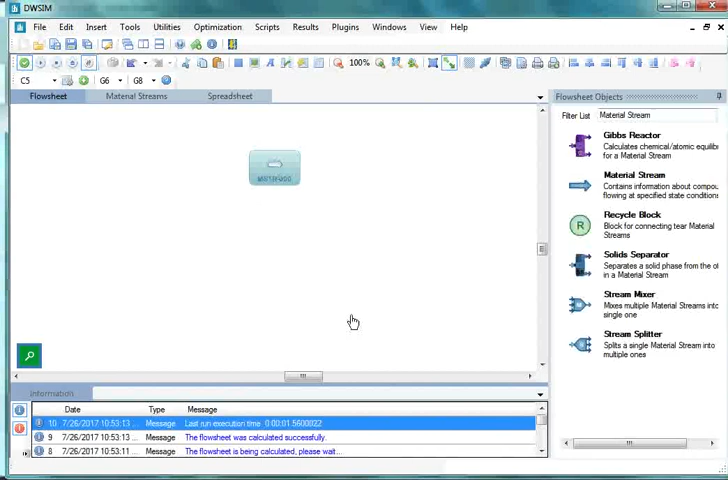 DWSIM
File Edit Insert Tools Utilities Optimization Scripts Results Plugins Windows View Help
100%
C5 G6 G8
Flowsheet Material Streams Spreadsheet
Flowsheet Objects
Filter List Material Stream
Gibbs Reactor
Calculates chemical/atomic equilib
for a Material Stream
Material Stream
Contains information about compou
flowing at specified state conditions
Recycle Block
Block for connecting tear Material
Streams
Solids Separator
Separates a solid phase from the ot
in a Material Stream
Stream Mixer
Mixes multiple Material Streams into
single one
Stream Splitter
Splits a single Material Stream into
multiple ones
Information
Date Type Message
10 7/26/2017 10:53:13 ... Message Last run execution time 0:00:01.5600022
9 7/26/2017 10:53:13 ... Message The flowsheet was calculated successfully.
8 7/26/2017 10:53:11 ... Message The flowsheet is being calculated, please wait...